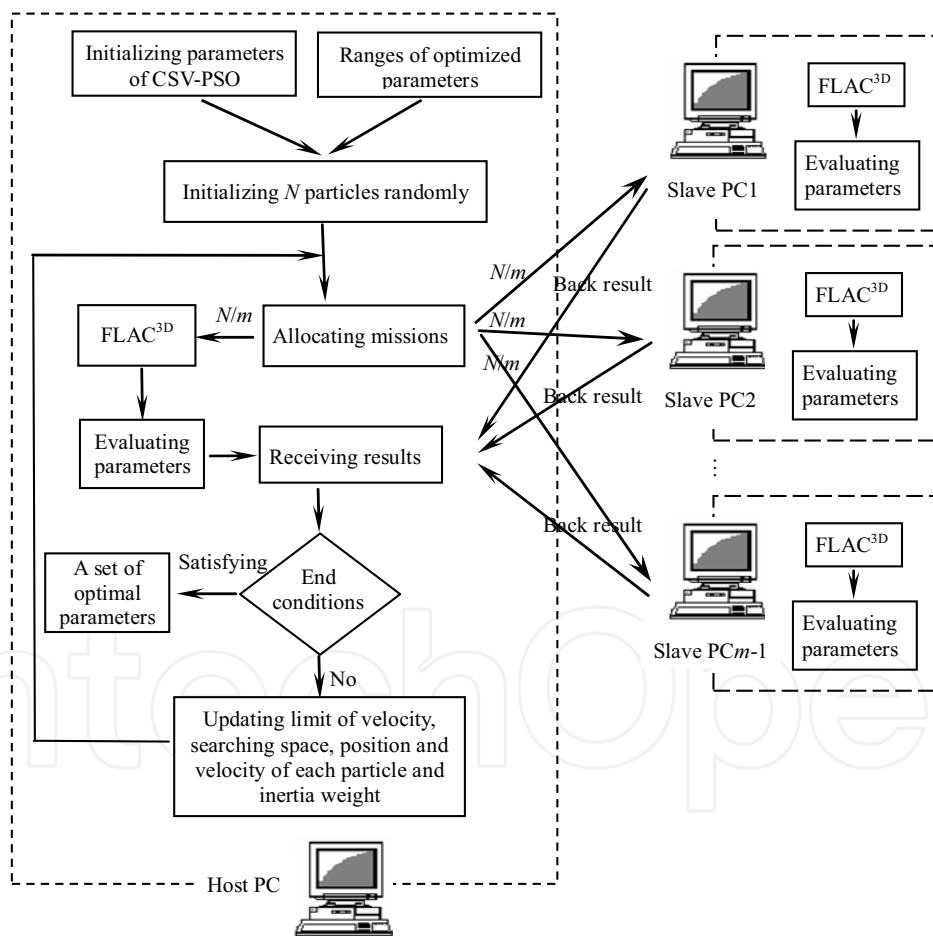 Initializing parameters
of CSV-PSO
Ranges of optimized
parameters
Initializing N particles randomly
Allocating missions
N/m
FLAC3D
Evaluating
parameters
Receiving results
End
conditions
Satisfying
A set of
optimal
parameters
No
Updating limit of velocity,
searching space, position and
velocity of each particle and
inertia weight
Host PC
N/m
N/m
N/m
Back result
Back result
Back result
Slave PC1
FLAC3D
Evaluating
parameters
Slave PC2
FLAC3D
Evaluating
parameters
...
Slave PCm-1
FLAC3D
Evaluating
parameters
ntechOpe